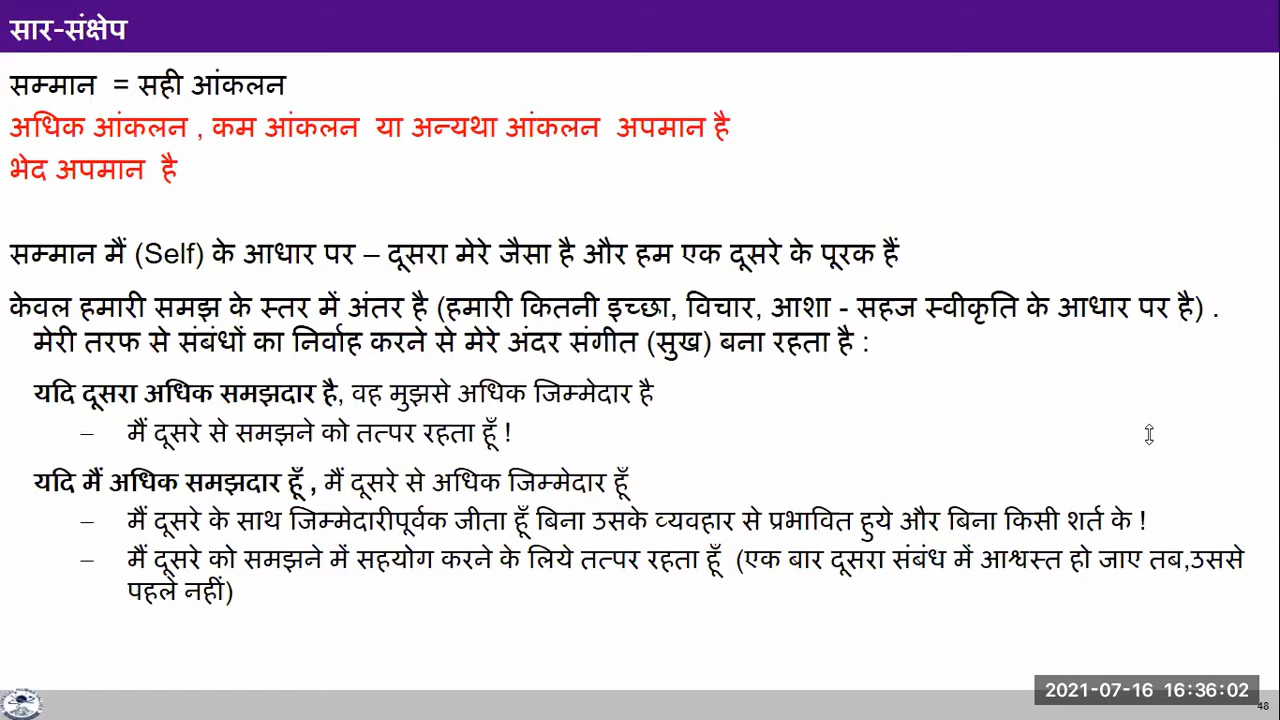 सार-संक्षेप
सम्मान = सही आंकलन
अधिक आंकलन , कम आंकलन या अन्यथा आंकलन अपमान है
भेद अपमान है
सम्मान मैं (Self) के आधार पर – दूसरा मेरे जैसा है और हम एक दूसरे के पूरक हैं
केवल हमारी समझ के स्तर में अंतर है (हमारी कितनी इच्छा, विचार, आशा - सहज स्वीकृति के आधार पर है) .
मेरी तरफ से संबंधों का निर्वाह करने से मेरे अंदर संगीत (सुख) बना रहता है :
यदि दूसरा अधिक समझदार है, वह मुझसे अधिक जिम्मेदार है
– मैं दूसरे से समझने को तत्पर रहता हूँ !
यदि मैं अधिक समझदार हूँ , मैं दूसरे से अधिक जिम्मेदार हूँ
– मैं दूसरे के साथ जिम्मेदारीपूर्वक जीता हूँ बिना उसके व्यवहार से प्रभावित हुये और बिना किसी शर्त के !
– मैं दूसरे को समझने में सहयोग करने के लिये तत्पर रहता हूँ (एक बार दूसरा संबंध में आश्वस्त हो जाए तब,उससे
पहले नहीं)
2021-07-16 16:36:02
48